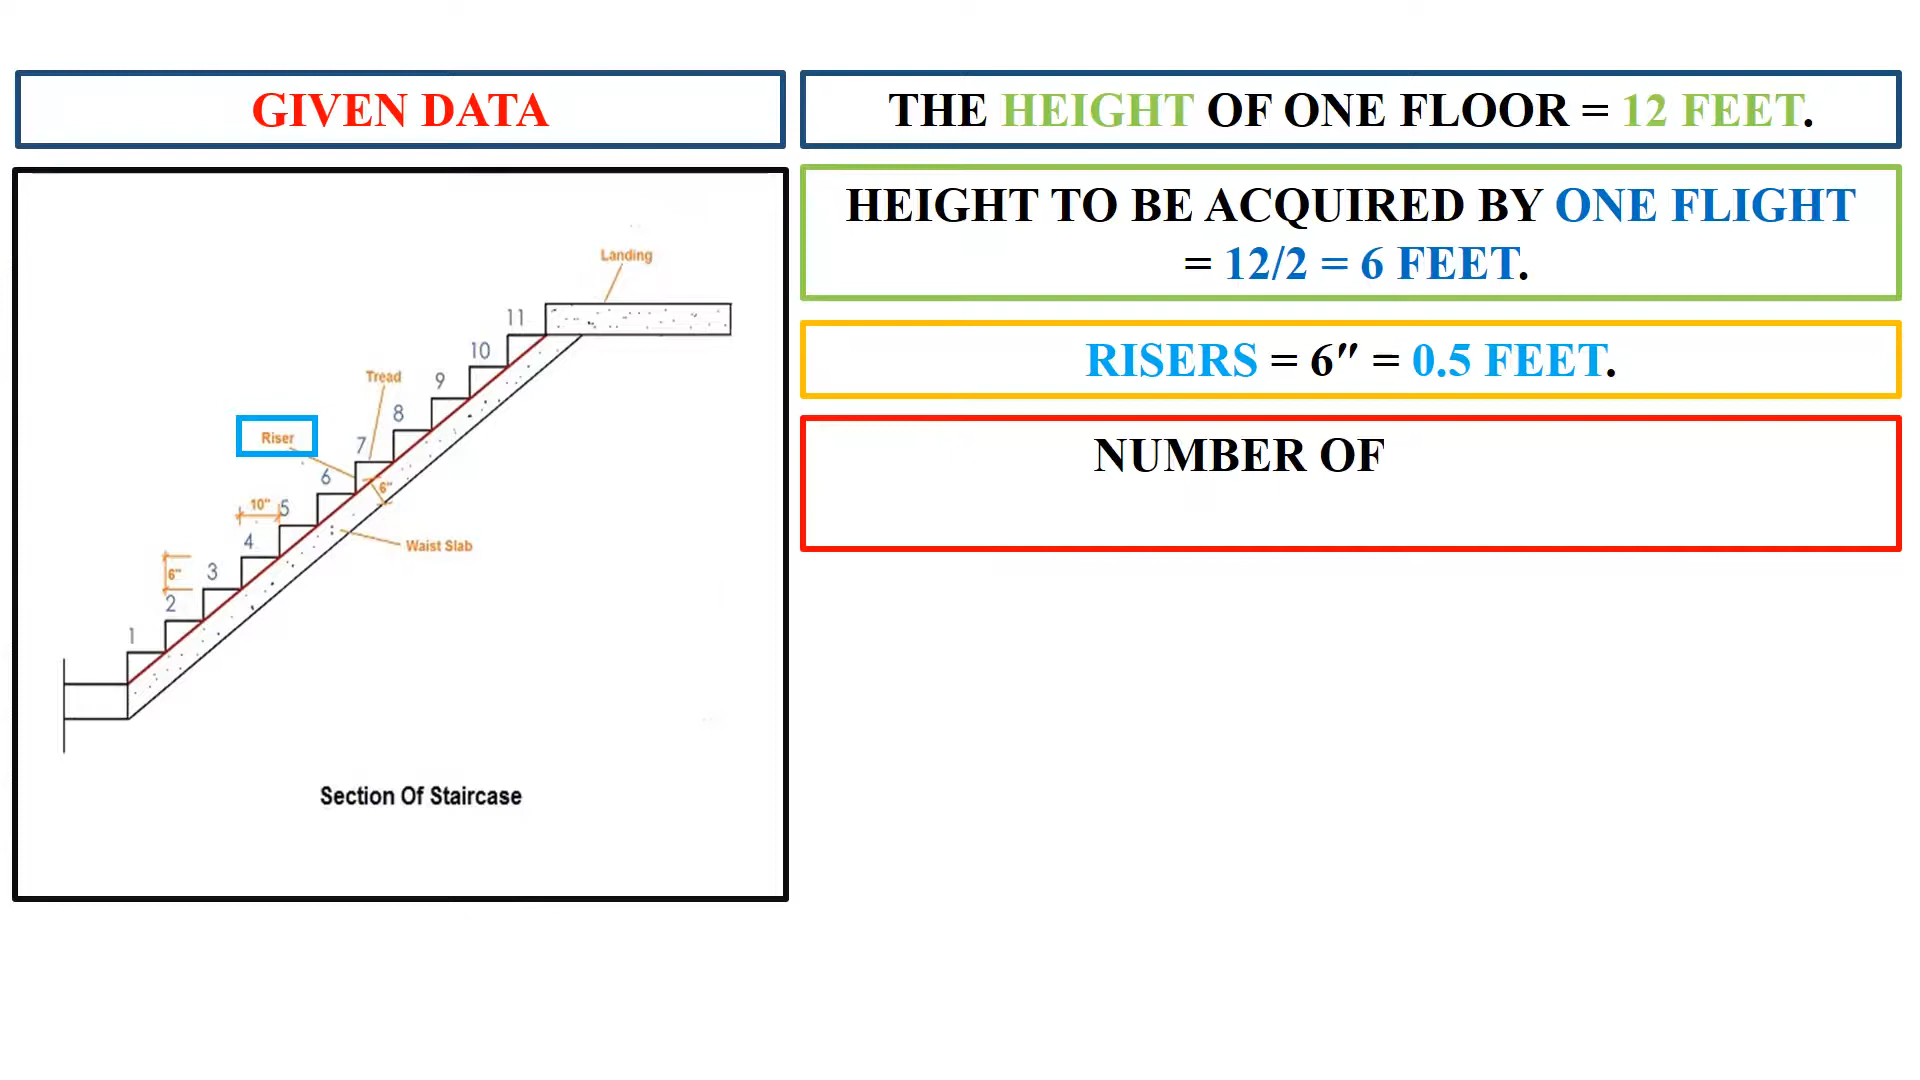 GIVEN DATA
THE HEIGHT OF ONE FLOOR = 12 FEET.
HEIGHT TO BE ACQUIRED BY ONE FLIGHT
= 12/2 = 6 FEET.
RISERS = 6″ = 0.5 FEET.
NUMBER OF
Landing
11
10
Tread
9
8
Riser
7
6
6"
10"
5
4
Waist Slab
3
6"
2
1
Section Of Staircase